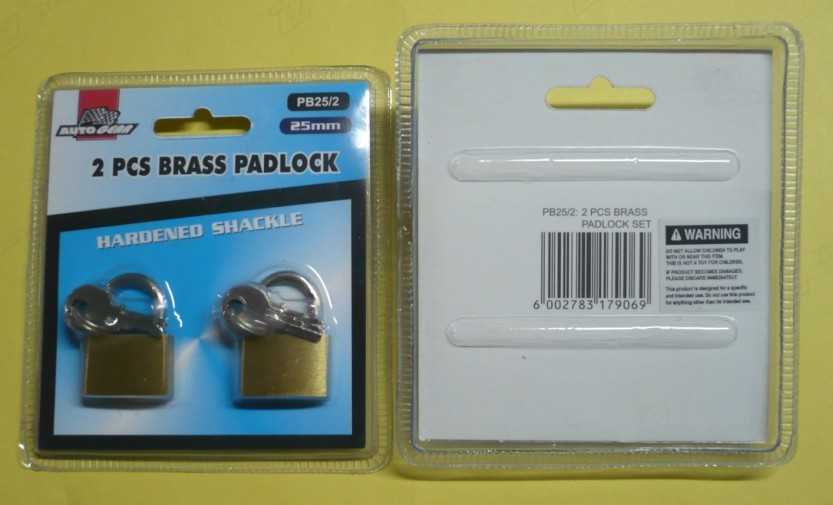 AUTO GEAR
PB25/2
25mm
2 PCS BRASS PADLOCK
HARDENED SHACKLE
PB25/2: 2 PCS BRASS
PADLOCK SET
6 002783 179069
WARNING
DO NOT ALLOW CHILDREN TO PLAY
WITH OR NEAR THIS ITEM.
THIS IS NOT A TOY FOR CHILDREN.
IF PRODUCT BECOMES DAMAGED,
PLEASE DISCARD IMMEDIATELY.
This product is designed for a specific
and intended use. Do not use this product
for anything other than its intended use.